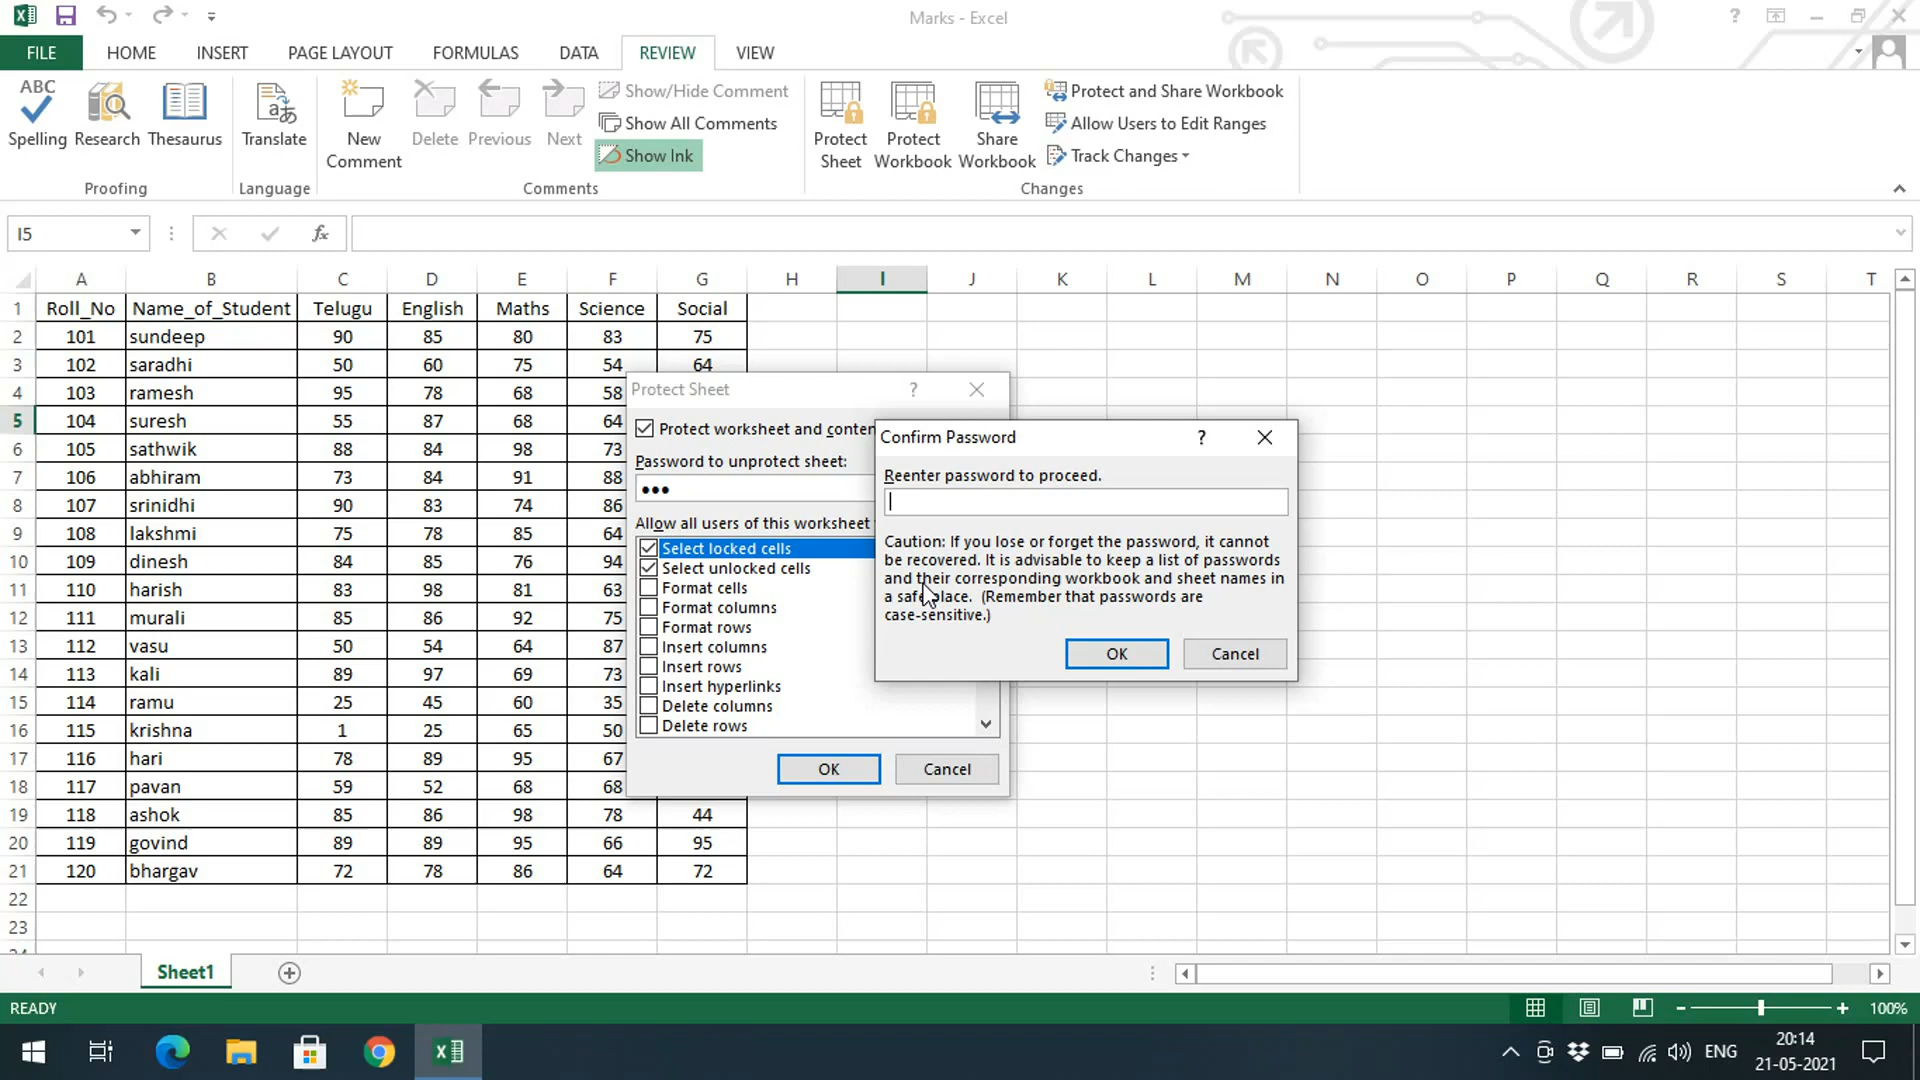 Marks - Excel
FILE HOME INSERT PAGE LAYOUT FORMULAS DATA REVIEW VIEW
ABC
Spelling
Research
Thesaurus
Translate
New Comment
Delete
Previous
Next
Show/Hide Comment
Show All Comments
Show Ink
Protect Sheet
Protect Workbook
Share Workbook
Protect and Share Workbook
Allow Users to Edit Ranges
Track Changes
Proofing Language Comments Changes
I5 fx
A B C D E F G H I J K L M N O P Q R S T
1 Roll_No Name_of_Student Telugu English Maths Science Social
2 101 sundeep 90 85 80 83 75
3 102 saradhi 50 60 75 54 64
4 103 ramesh 95 78 68 58
5 104 suresh 55 87 68 64
6 105 sathwik 88 84 98 73
7 106 abhiram 73 84 91 88
8 107 srinidhi 90 83 74 86
9 108 lakshmi 75 78 85 64
10 109 dinesh 84 85 76 94
11 110 harish 83 98 81 63
12 111 murali 85 86 92 75
13 112 vasu 50 54 64 87
14 113 kali 89 97 69 73
15 114 ramu 25 45 60 35
16 115 krishna 1 25 65 50
17 116 hari 78 89 95 67
18 117 pavan 59 52 68 68
19 118 ashok 85 86 98 78 44
20 119 govind 89 89 95 66 95
21 120 bhargav 72 78 86 64 72
22
23
Protect Sheet ?
Protect worksheet and conten
Password to unprotect sheet:
•••
Allow all users of this worksheet
Select locked cells
Select unlocked cells
Format cells
Format columns
Format rows
Insert columns
Insert rows
Insert hyperlinks
Delete columns
Delete rows
OK Cancel
Confirm Password ?
Reenter password to proceed.
Caution: If you lose or forget the password, it cannot
be recovered. It is advisable to keep a list of passwords
and their corresponding workbook and sheet names in
a safe place. (Remember that passwords are
case-sensitive.)
OK Cancel
Sheet1
READY 100%
ENG
20:14
21-05-2021